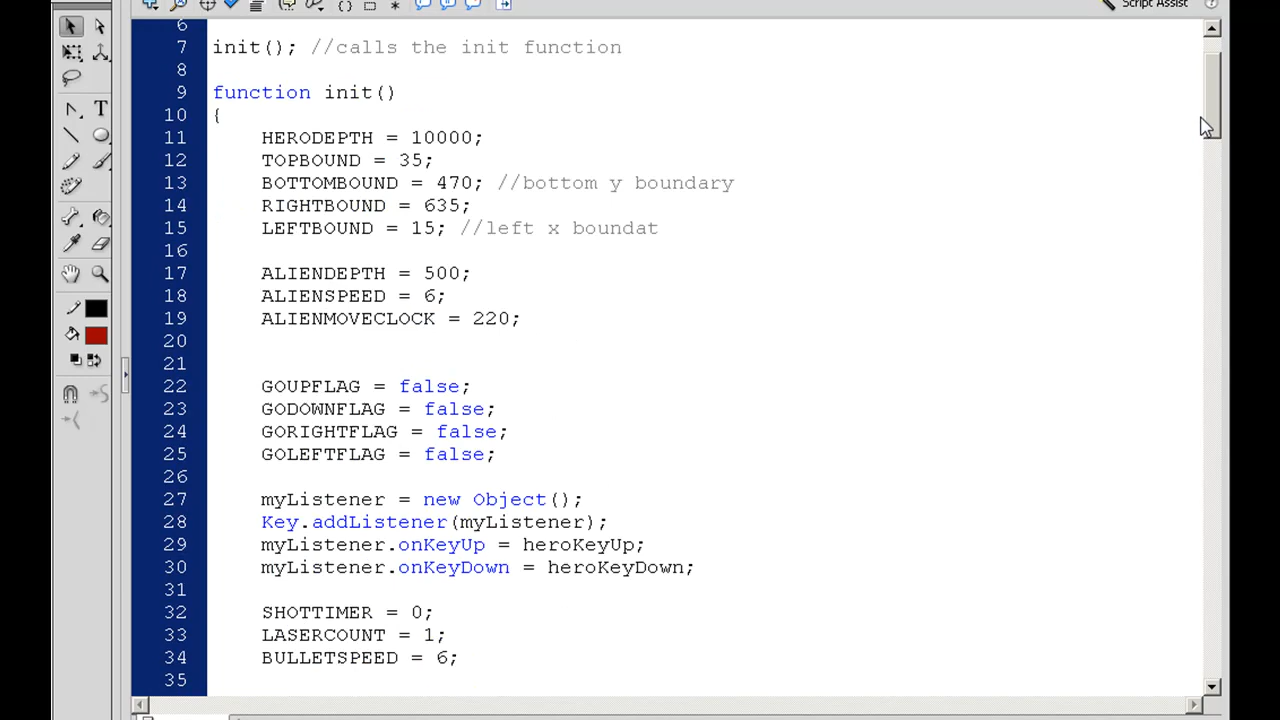 Script Assist
6
7 init(); //calls the init function
8
9 function init()
10 {
11 HERODEPTH = 10000;
12 TOPBOUND = 35;
13 BOTTOMBOUND = 470; //bottom y boundary
14 RIGHTBOUND = 635;
15 LEFTBOUND = 15; //left x boundat
16
17 ALIENDEPTH = 500;
18 ALIENSPEED = 6;
19 ALIENMOVECLOCK = 220;
20
21
22 GOUPFLAG = false;
23 GODOWNFLAG = false;
24 GORIGHTFLAG = false;
25 GOLEFTFLAG = false;
26
27 myListener = new Object();
28 Key.addListener(myListener);
29 myListener.onKeyUp = heroKeyUp;
30 myListener.onKeyDown = heroKeyDown;
31
32 SHOTTIMER = 0;
33 LASERCOUNT = 1;
34 BULLETSPEED = 6;
35